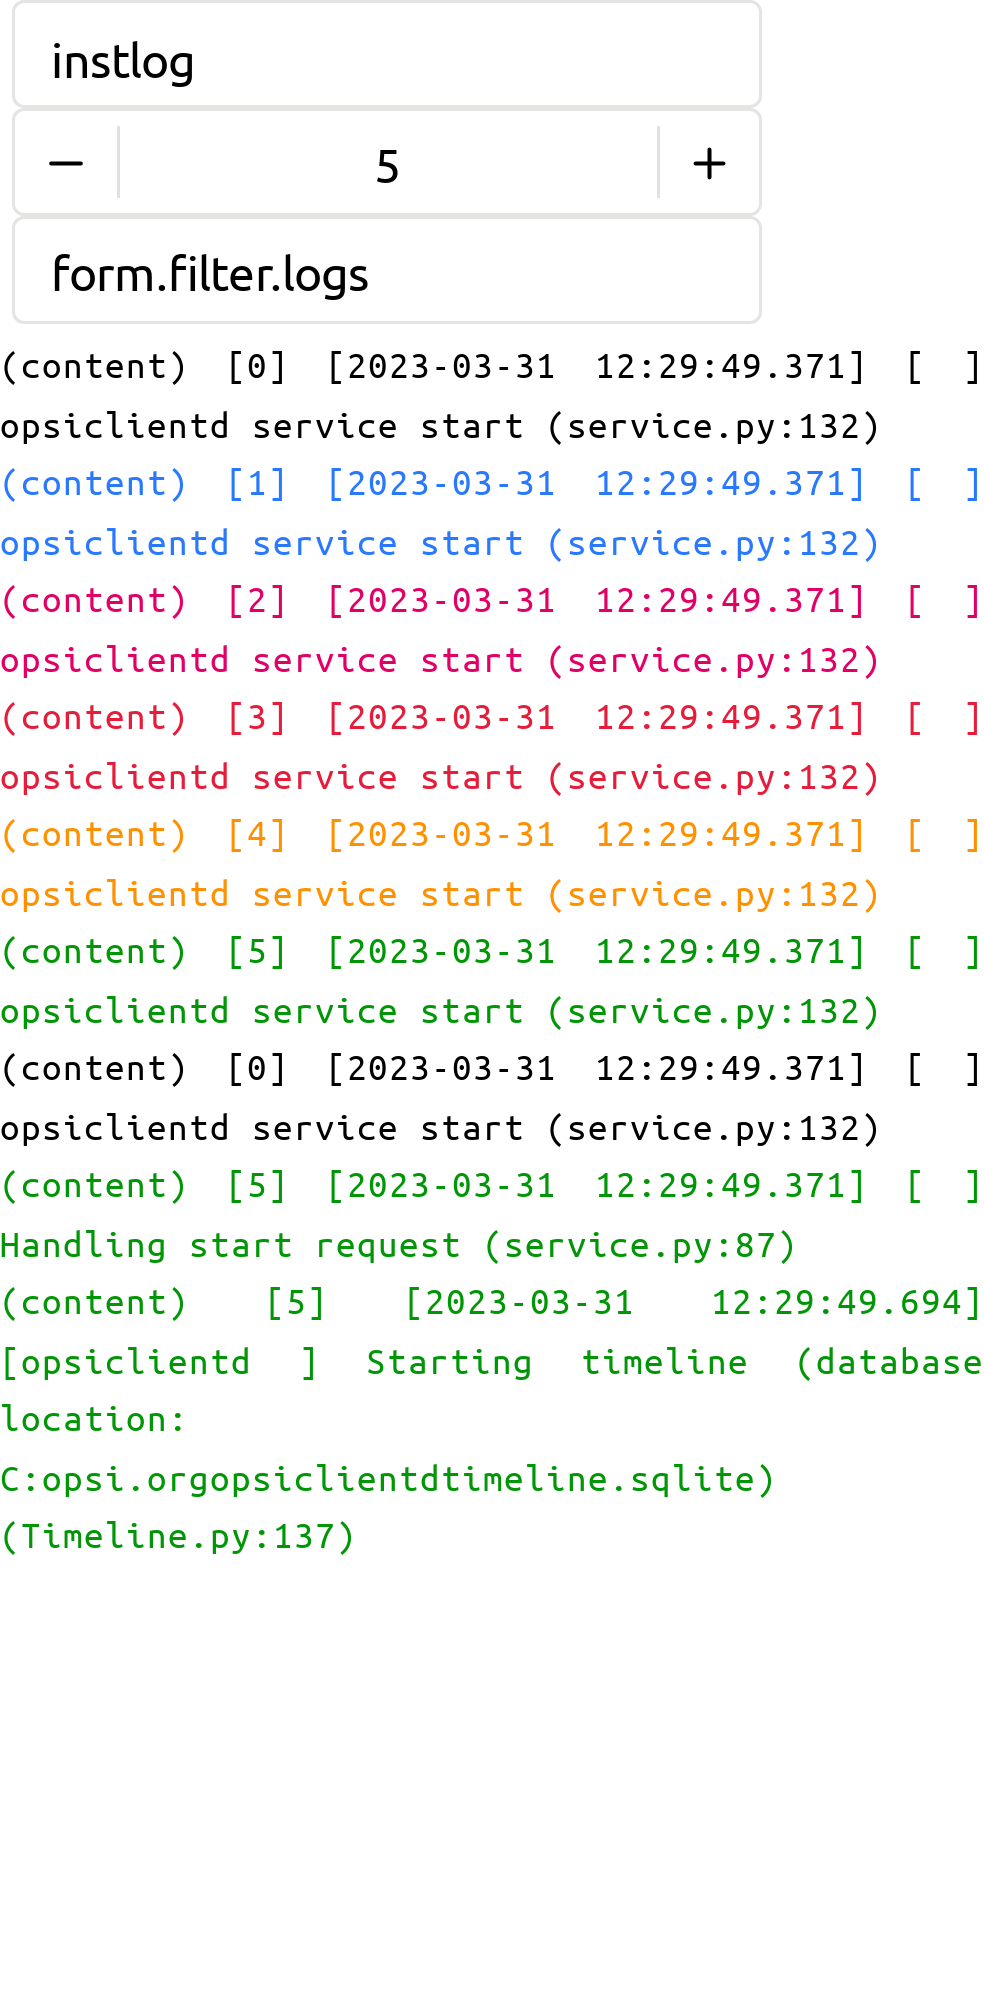 instlog
− 5 +
form.filter.logs
(content) [0] [2023-03-31 12:29:49.371] [ ]
opsiclientd service start (service.py:132)
(content) [1] [2023-03-31 12:29:49.371] [ ]
opsiclientd service start (service.py:132)
(content) [2] [2023-03-31 12:29:49.371] [ ]
opsiclientd service start (service.py:132)
(content) [3] [2023-03-31 12:29:49.371] [ ]
opsiclientd service start (service.py:132)
(content) [4] [2023-03-31 12:29:49.371] [ ]
opsiclientd service start (service.py:132)
(content) [5] [2023-03-31 12:29:49.371] [ ]
opsiclientd service start (service.py:132)
(content) [0] [2023-03-31 12:29:49.371] [ ]
opsiclientd service start (service.py:132)
(content) [5] [2023-03-31 12:29:49.371] [ ]
Handling start request (service.py:87)
(content) [5] [2023-03-31 12:29:49.694]
[opsiclientd ] Starting timeline (database
location:
C:opsi.orgopsiclientdtimeline.sqlite)
(Timeline.py:137)